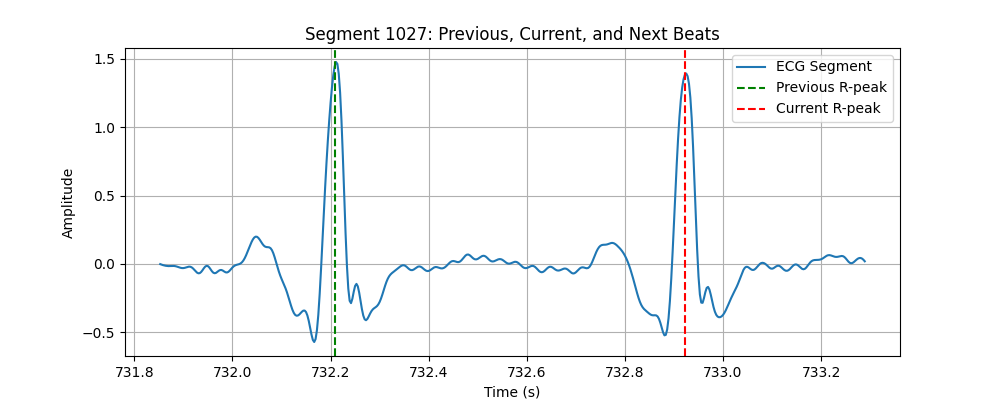 Segment 1027: Previous, Current, and Next Beats
ECG Segment
Previous R-peak
Current R-peak
Amplitude
1.5
1.0
0.5
0.0
−0.5
731.8 732.0 732.2 732.4 732.6 732.8 733.0 733.2
Time (s)